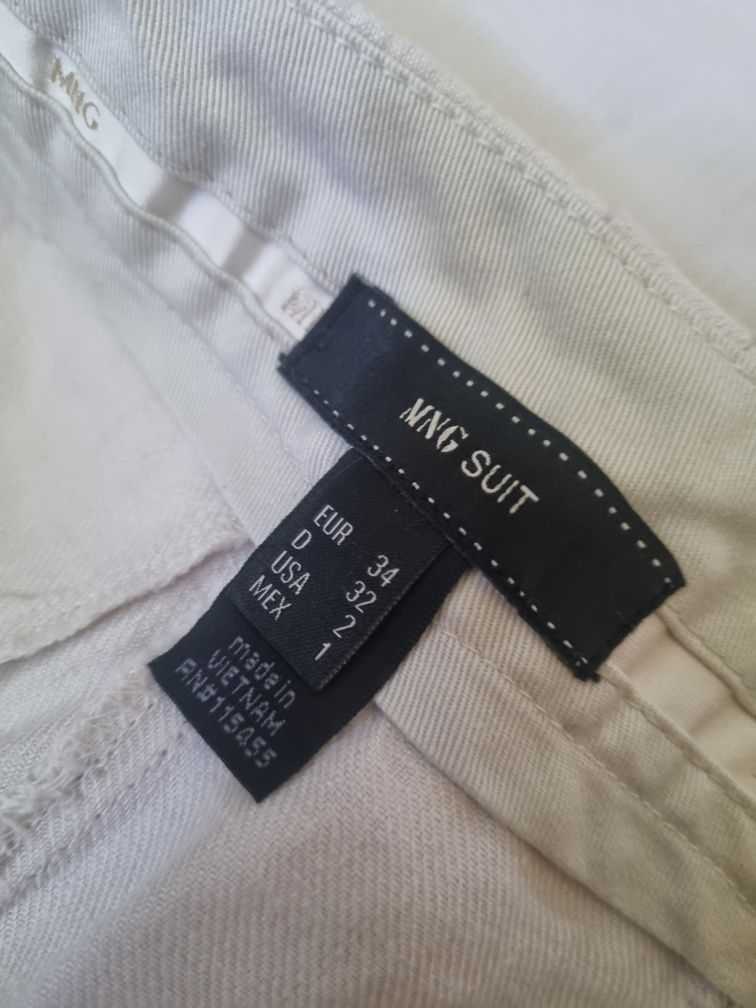 MNG
M
MNG SUIT
EUR 34
D 32
USA 2
MEX 1
made in
VIETNAM
RN#115455